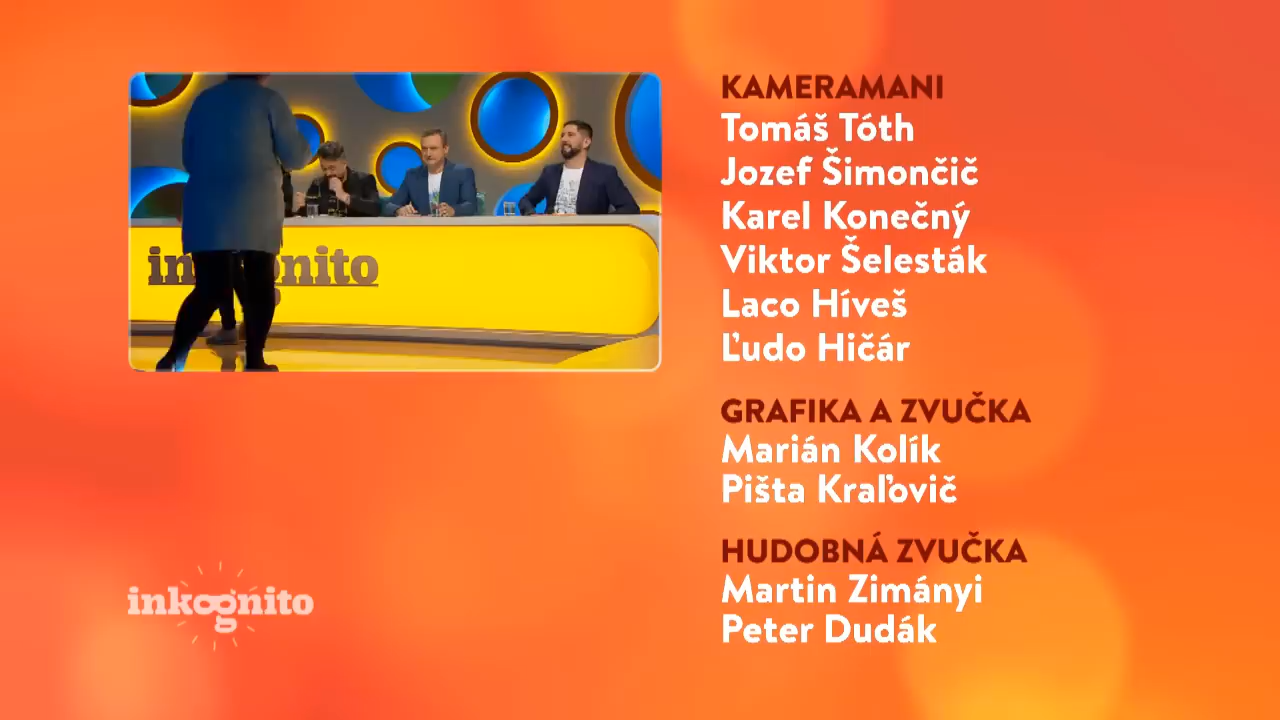 KAMERAMANI
Tomáš Tóth
Jozef Šimončič
Karel Konečný
Viktor Šelesták
Laco Híveš
Ľudo Hičár
GRAFIKA A ZVUČKA
Marián Kolík
Pišta Kraľovič
HUDOBNÁ ZVUČKA
Martin Zimányi
Peter Dudák
inkognito